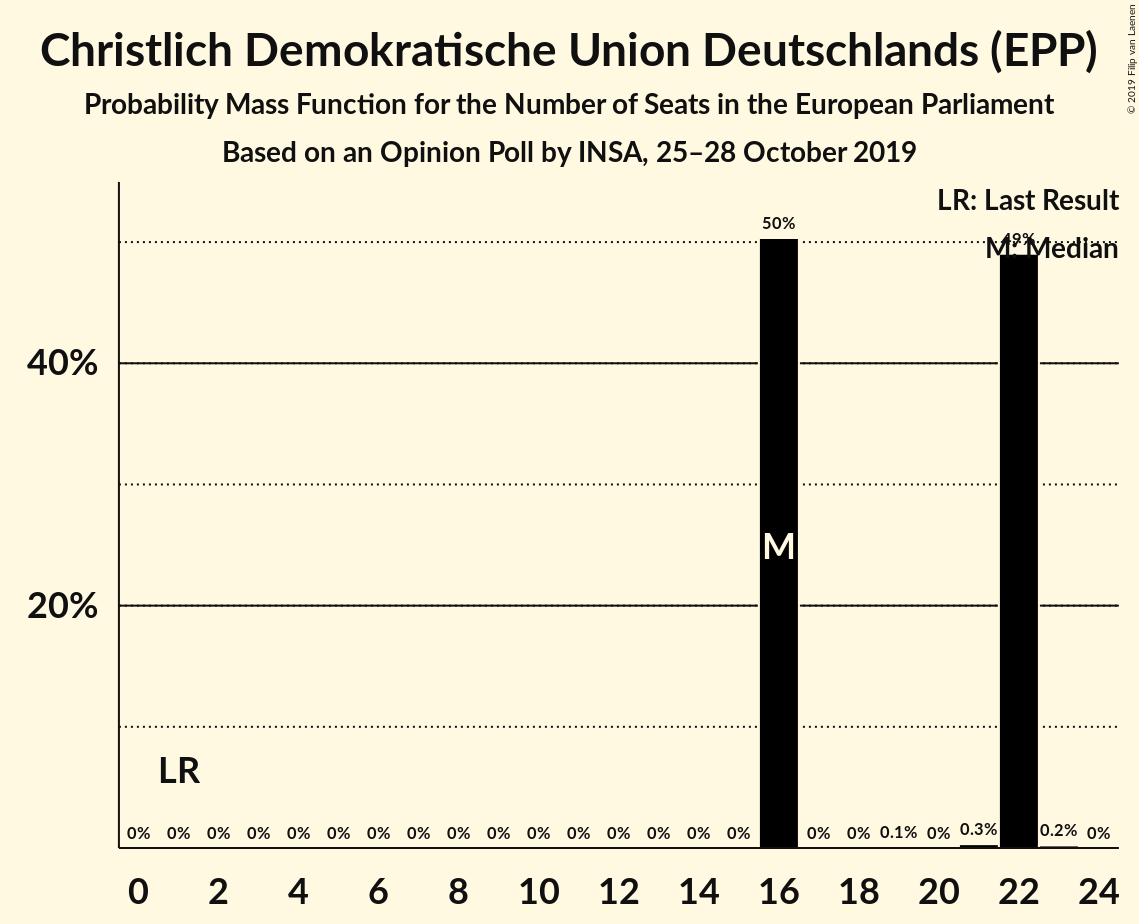 Christlich Demokratische Union Deutschlands (EPP)
Probability Mass Function for the Number of Seats in the European Parliament
Based on an Opinion Poll by INSA, 25–28 October 2019
© 2019 Filip van Laenen
LR: Last Result
M: Median
50%
49%
40%
M
20%
LR
0% 0% 0% 0% 0% 0% 0% 0% 0% 0% 0% 0% 0% 0% 0% 0% 0% 0% 0.1% 0% 0.3% 0.2% 0%
0 2 4 6 8 10 12 14 16 18 20 22 24